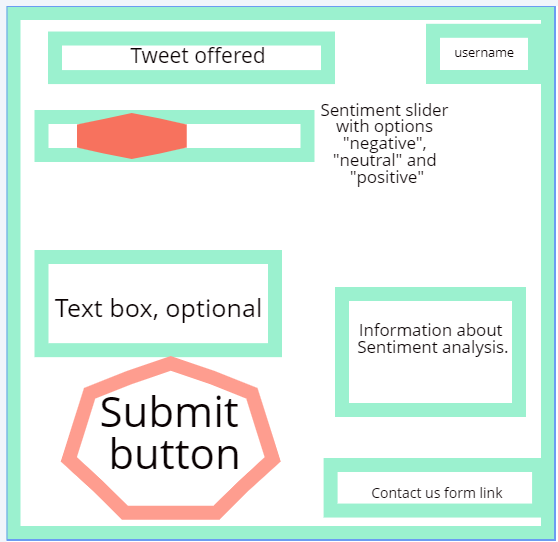 Tweet offered
username
Sentiment slider
with options
"negative",
"neutral" and
"positive"
Text box, optional
Information about
Sentiment analysis.
Submit
button
Contact us form link